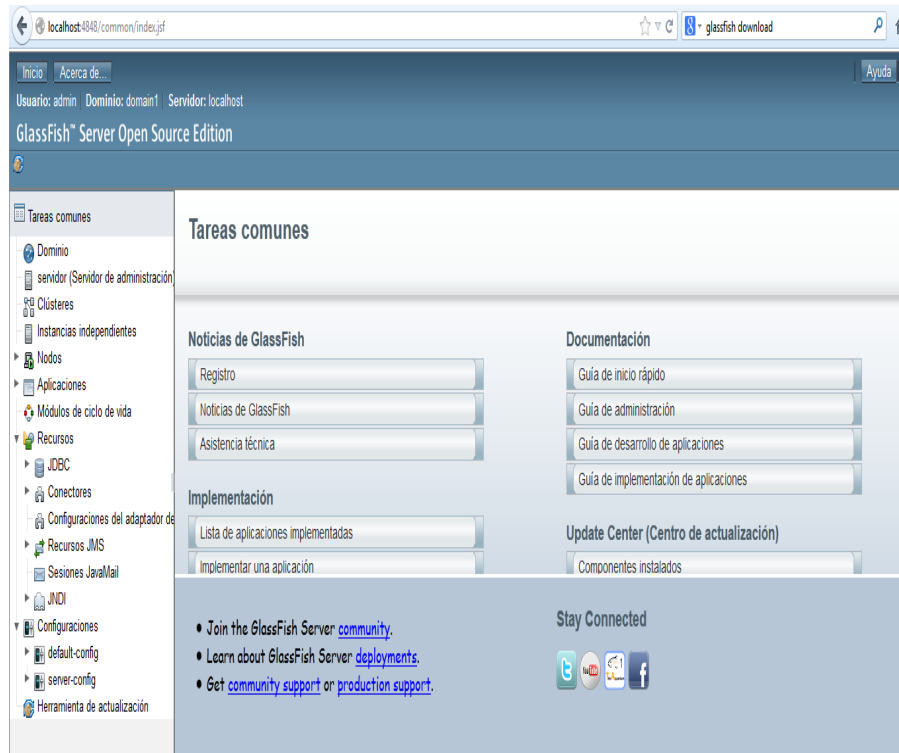 localhost:4848/common/index.jsf
glassfish download
Inicio Acerca de... Ayuda
Usuario: admin Dominio: domain1 Servidor: localhost
GlassFish™ Server Open Source Edition
Tareas comunes
Dominio
servidor (Servidor de administración)
Clústeres
Instancias independientes
Nodos
Aplicaciones
Módulos de ciclo de vida
Recursos
JDBC
Conectores
Configuraciones del adaptador de
Recursos JMS
Sesiones JavaMail
JNDI
Configuraciones
default-config
server-config
Herramienta de actualización
Tareas comunes
Noticias de GlassFish
Registro
Noticias de GlassFish
Asistencia técnica
Implementación
Lista de aplicaciones implementadas
Implementar una aplicación
Documentación
Guía de inicio rápido
Guía de administración
Guía de desarrollo de aplicaciones
Guía de implementación de aplicaciones
Update Center (Centro de actualización)
Componentes instalados
• Join the GlassFish Server community.
• Learn about GlassFish Server deployments.
• Get community support or production support.
Stay Connected